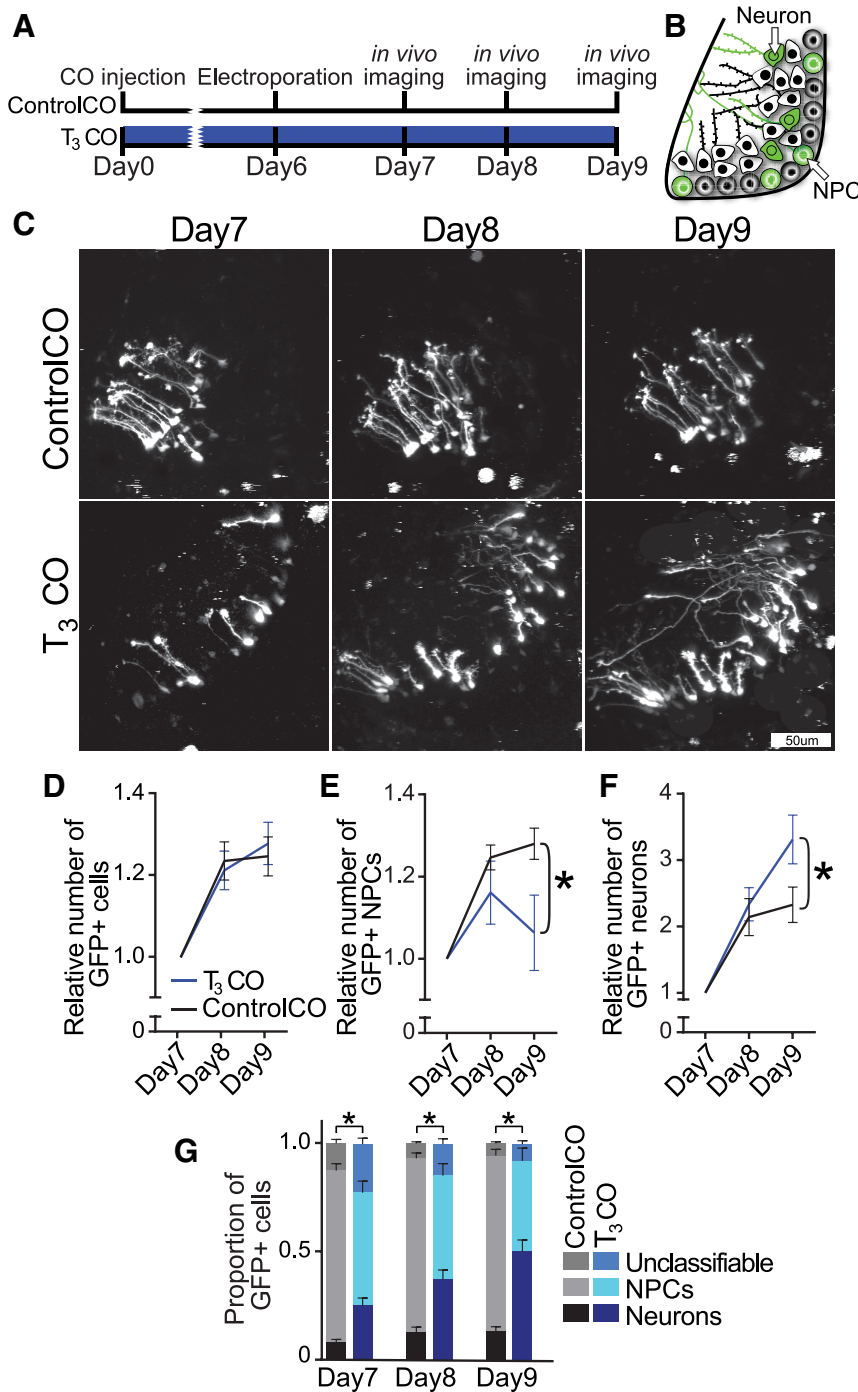 A
CO injection
Electroporation
in vivo
imaging
in vivo
imaging
in vivo
imaging
ControlCO
T3 CO
Day0
Day6
Day7
Day8
Day9
B
Neuron
NPC
C
Day7
Day8
Day9
ControlCO
T3 CO
50um
D
Relative number of
GFP+ cells
1.4
1.2
1.0
0
T3 CO
ControlCO
Day7
Day8
Day9
E
Relative number of
GFP+ NPCs
1.4
1.2
1.0
0
*
Day7
Day8
Day9
F
Relative number of
GFP+ neurons
4
3
2
1
0
*
Day7
Day8
Day9
G
Proportion of
GFP+ cells
1.0
0.5
0
*
*
*
Day7
Day8
Day9
ControlCO
T3 CO
Unclassifiable
NPCs
Neurons